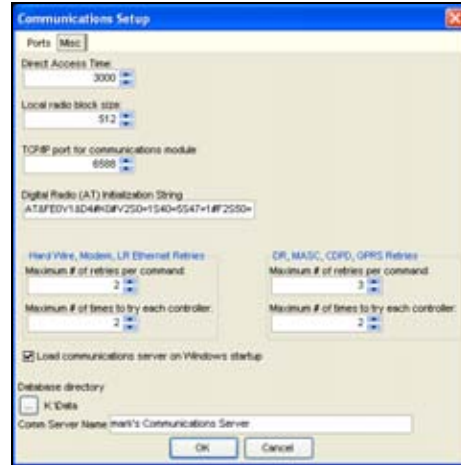 Communications Setup
Ports Misc
Direct Access Time:
3000
Local radio block size:
512
TCP/IP port for communications module
6588
Digital Radio (AT) Initialization String
Hard Wire, Modem, LR Ethernet Retries
Maximum # of retries per command:
2
Maximum # of times to try each controller:
2
DR, MASC, CDPD, GPRS Retries
Maximum # of retries per command:
3
Maximum # of times to try each controller:
2
Load communications server on Windows startup
Database directory
... K:\Data
Comm Server Name mark's Communications Server
OK Cancel